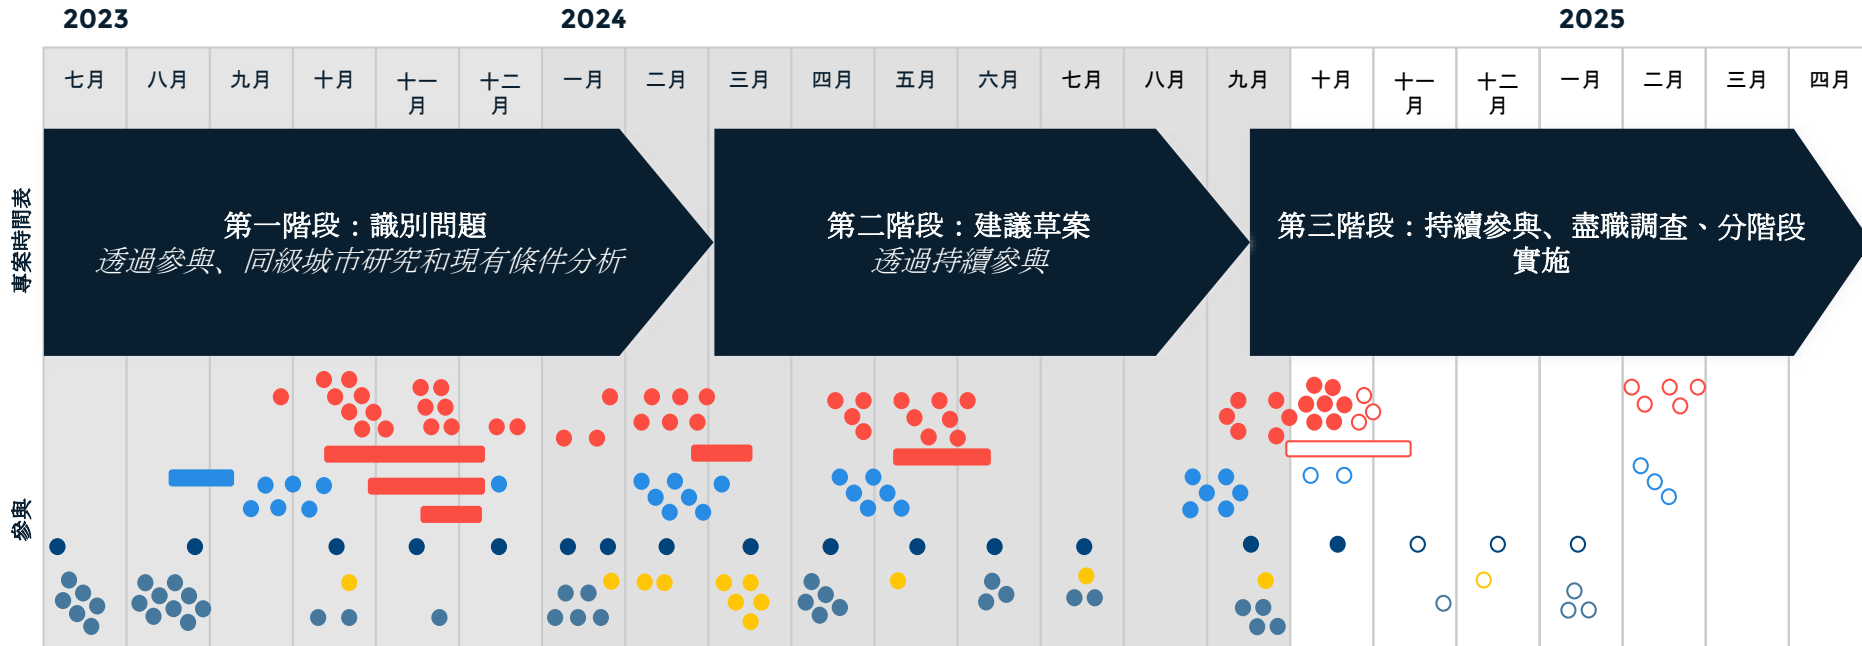 2023
2024
2025
七月
八月
九月
十月
十一
月
十二
月
一月
二月
三月
四月
五月
六月
七月
八月
九月
十月
十一
月
十二
月
一月
二月
三月
四月
專案時間表
第一階段：識別問題
透過參與、同級城市研究和現有條件分析
第二階段：建議草案
透過持續參與
第三階段：持續參與、盡職調查、分階段
實施
參與